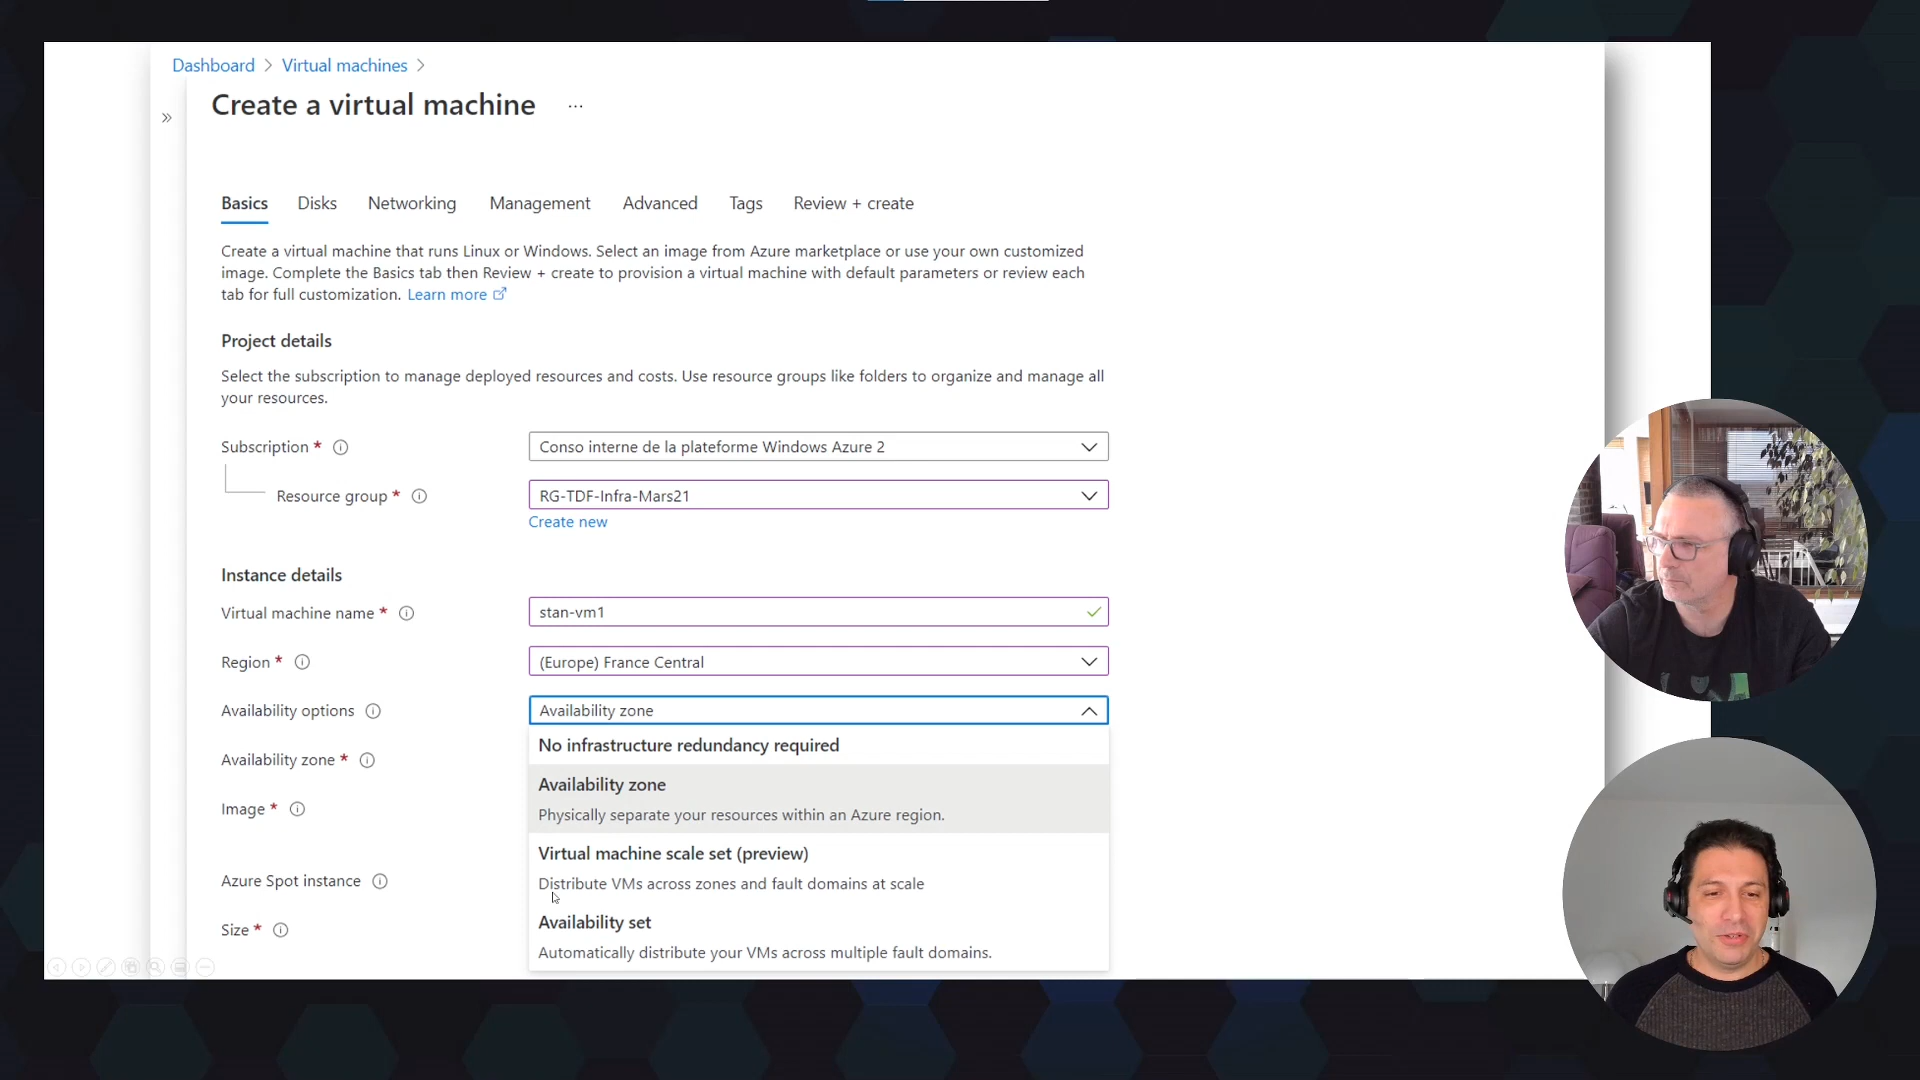 Dashboard > Virtual machines >
» Create a virtual machine ...
Basics Disks Networking Management Advanced Tags Review + create
Create a virtual machine that runs Linux or Windows. Select an image from Azure marketplace or use your own customized
image. Complete the Basics tab then Review + create to provision a virtual machine with default parameters or review each
tab for full customization. Learn more
Project details
Select the subscription to manage deployed resources and costs. Use resource groups like folders to organize and manage all
your resources.
Subscription * Conso interne de la plateforme Windows Azure 2
Resource group * RG-TDF-Infra-Mars21
Create new
Instance details
Virtual machine name * stan-vm1
Region * (Europe) France Central
Availability options Availability zone
No infrastructure redundancy required
Availability zone *
Availability zone
Physically separate your resources within an Azure region.
Image *
Virtual machine scale set (preview)
Distribute VMs across zones and fault domains at scale
Azure Spot instance
Availability set
Size *
Automatically distribute your VMs across multiple fault domains.